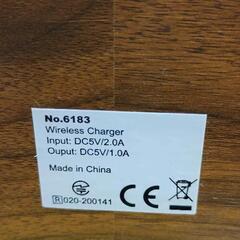 No.6183
Wireless Charger
Input: DC5V/2.0A
Ouput: DC5V/1.0A
Made in China
CE
R 020-200141